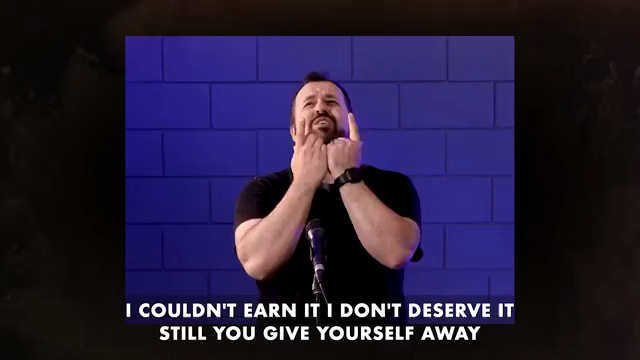 I COULDN'T EARN IT I DON'T DESERVE IT
STILL YOU GIVE YOURSELF AWAY